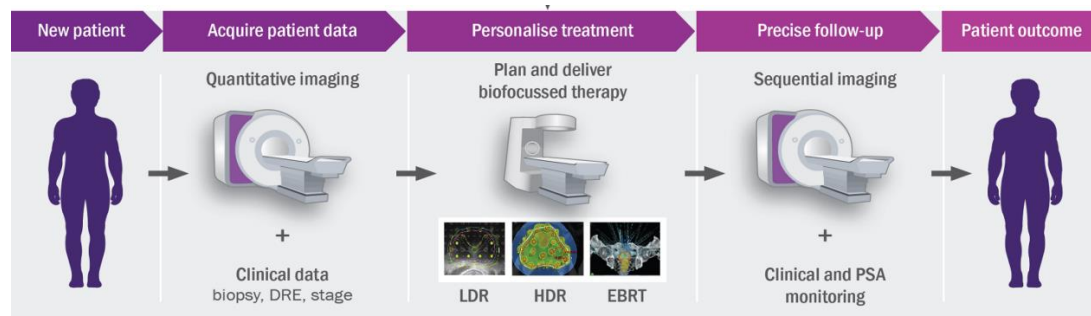 New patient
Acquire patient data
Personalise treatment
Precise follow-up
Patient outcome
Quantitative imaging
+
Clinical data
biopsy, DRE, stage
Plan and deliver
biofocussed therapy
LDR HDR EBRT
Sequential imaging
+
Clinical and PSA
monitoring